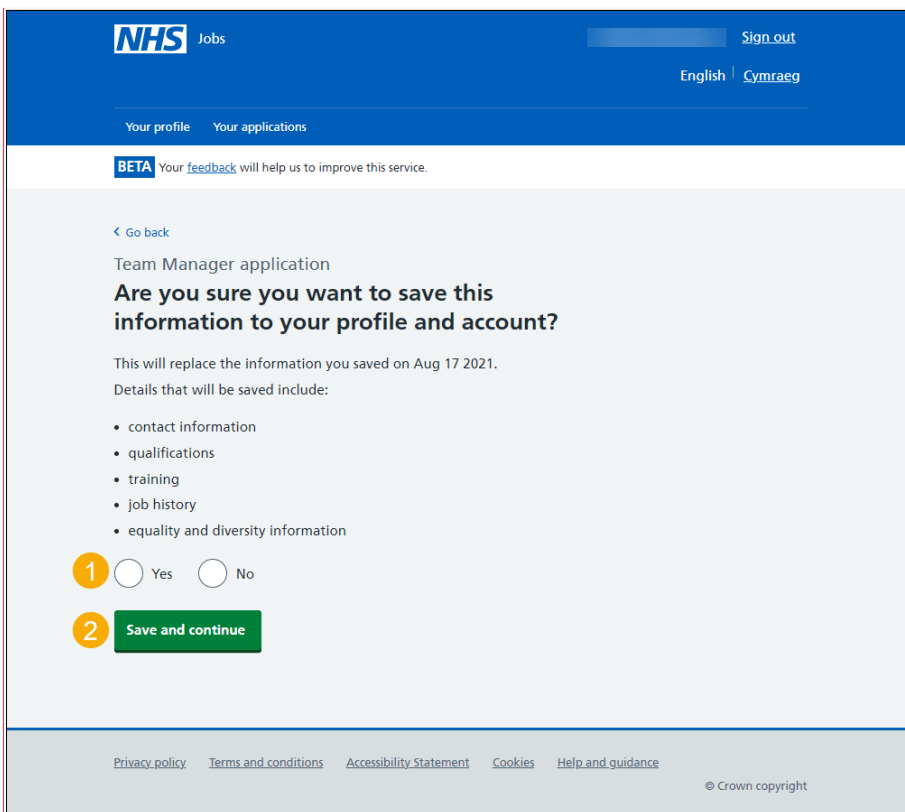 NHS Jobs
Sign out
English Cymraeg
Your profile Your applications
BETA Your feedback will help us to improve this service.
Go back
Team Manager application
Are you sure you want to save this
information to your profile and account?
This will replace the information you saved on Aug 17 2021.
Details that will be saved include:
• contact information
• qualifications
• training
• job history
• equality and diversity information
1 Yes No
2 Save and continue
Privacy policy Terms and conditions Accessibility Statement Cookies Help and guidance
© Crown copyright